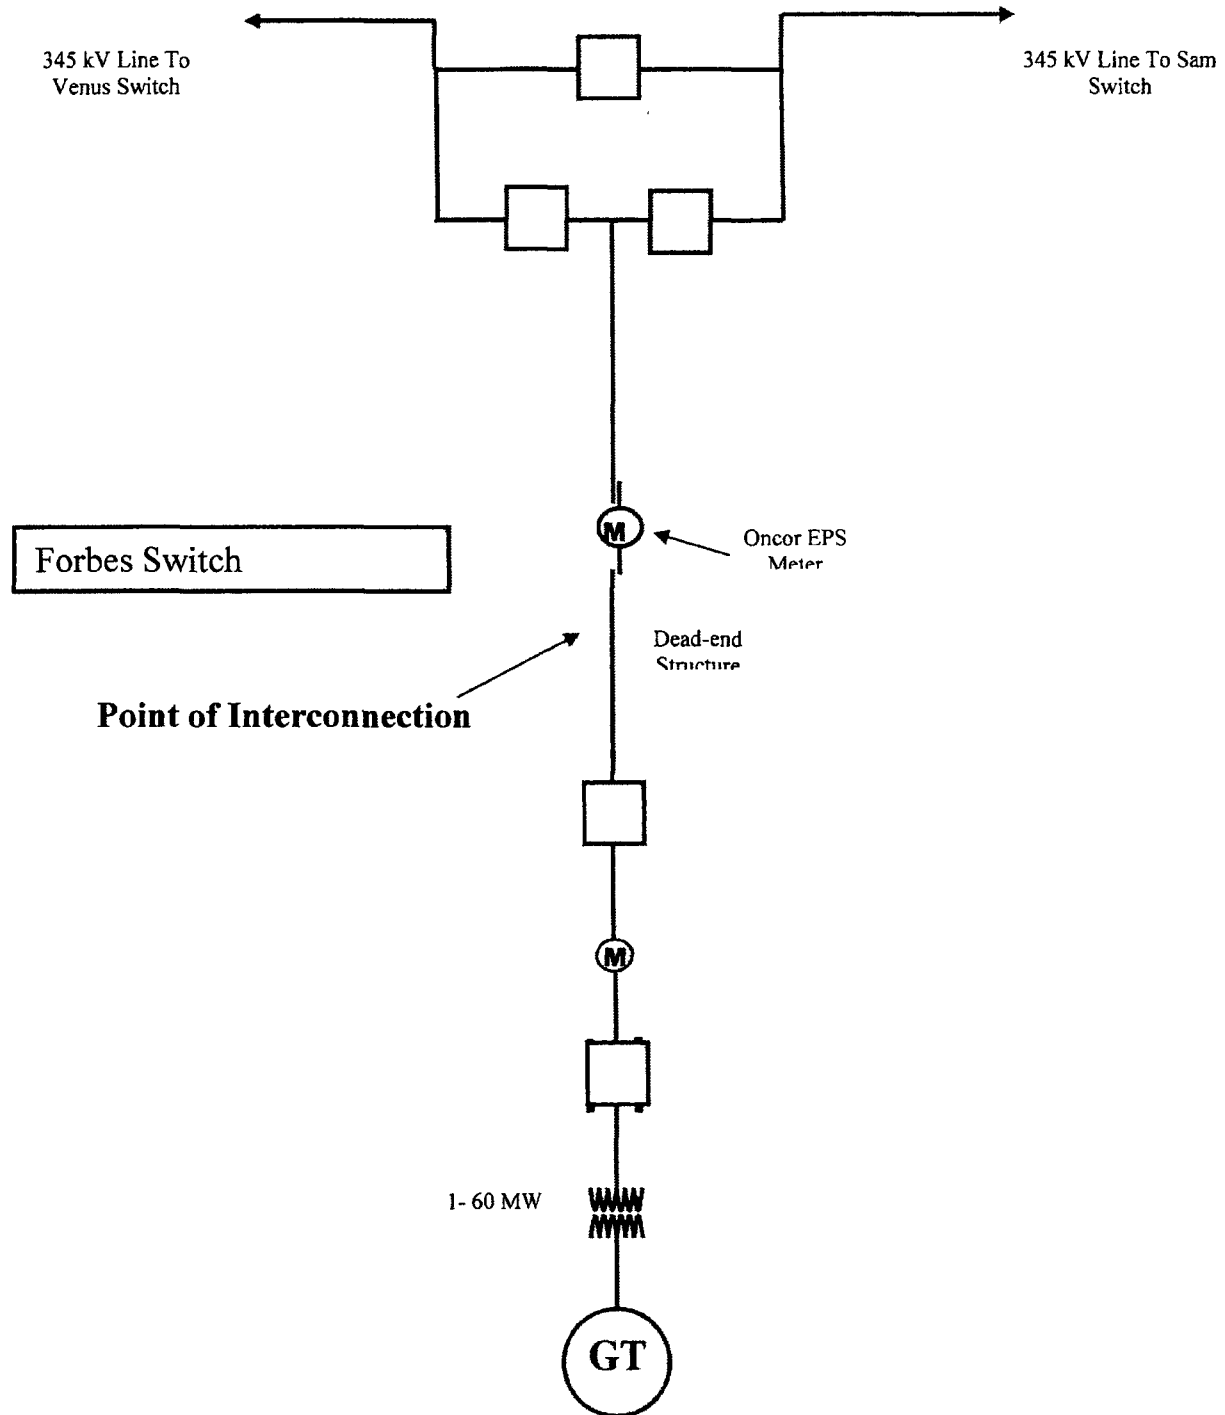 345 kV Line To
Venus Switch
345 kV Line To Sam
Switch
M
Oncor EPS
Meter
Forbes Switch
Dead-end
Structure
Point of Interconnection
M
1- 60 MW
GT